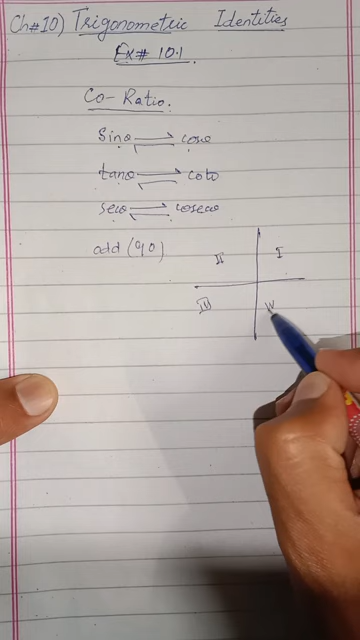 Ch#10) Trigonometric Identities
Ex# 10.1.
Co-Ratio.
Sinθ ⇌ cosθ
tanθ ⇌ cotθ
secθ ⇌ cosecθ
odd (90)
II I
III IV